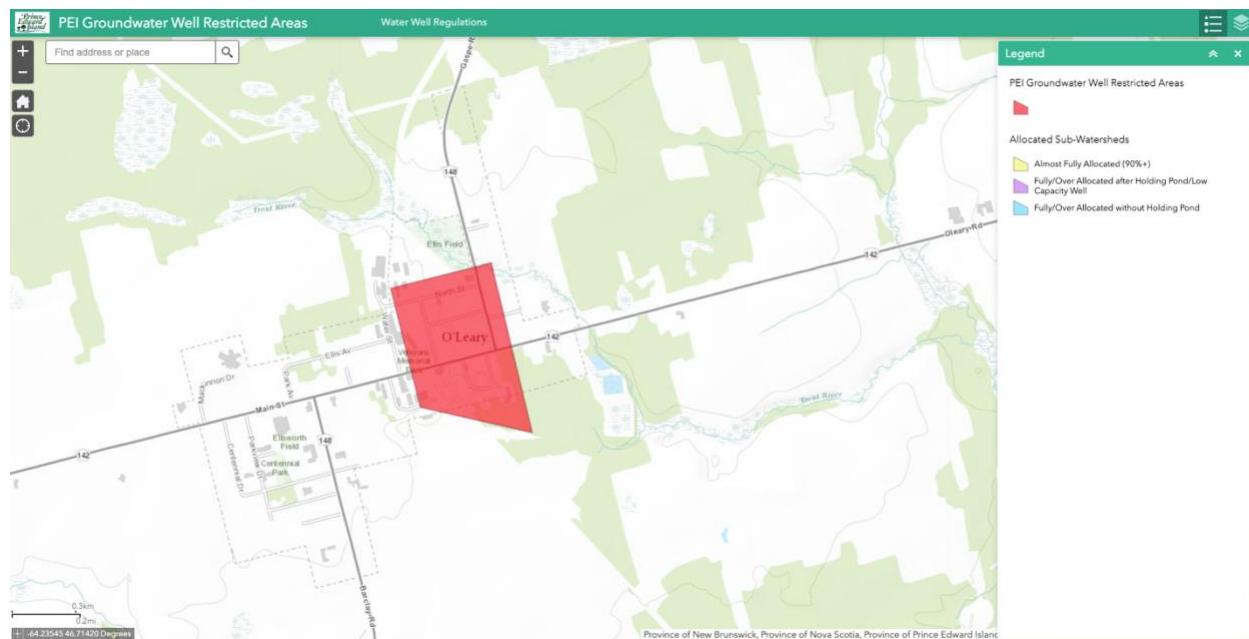 Prince
Edward
Island
PEI Groundwater Well Restricted Areas
Water Well Regulations
Find address or place
Legend
PEI Groundwater Well Restricted Areas
Allocated Sub-Watersheds
Almost Fully Allocated (90%+)
Fully/Over Allocated after Holding Pond/Low
Capacity Well
Fully/Over Allocated without Holding Pond
Gaspe-R
148
Trout River
Ellis Field
Oleary-Rd
142
North St
Water St
O'Leary
142
Veterans
Memorial
Ellis Av
Mackinnon Dr
Park Av
Main-St
Trout River
Ellsworth
Field
148
142
Centennial
Park
Parkview Dr
Centennial Dr
Barclay-Rd
0.3km
0.2mi
-64.23545 46.71420 Degrees
Province of New Brunswick, Province of Nova Scotia, Province of Prince Edward Island